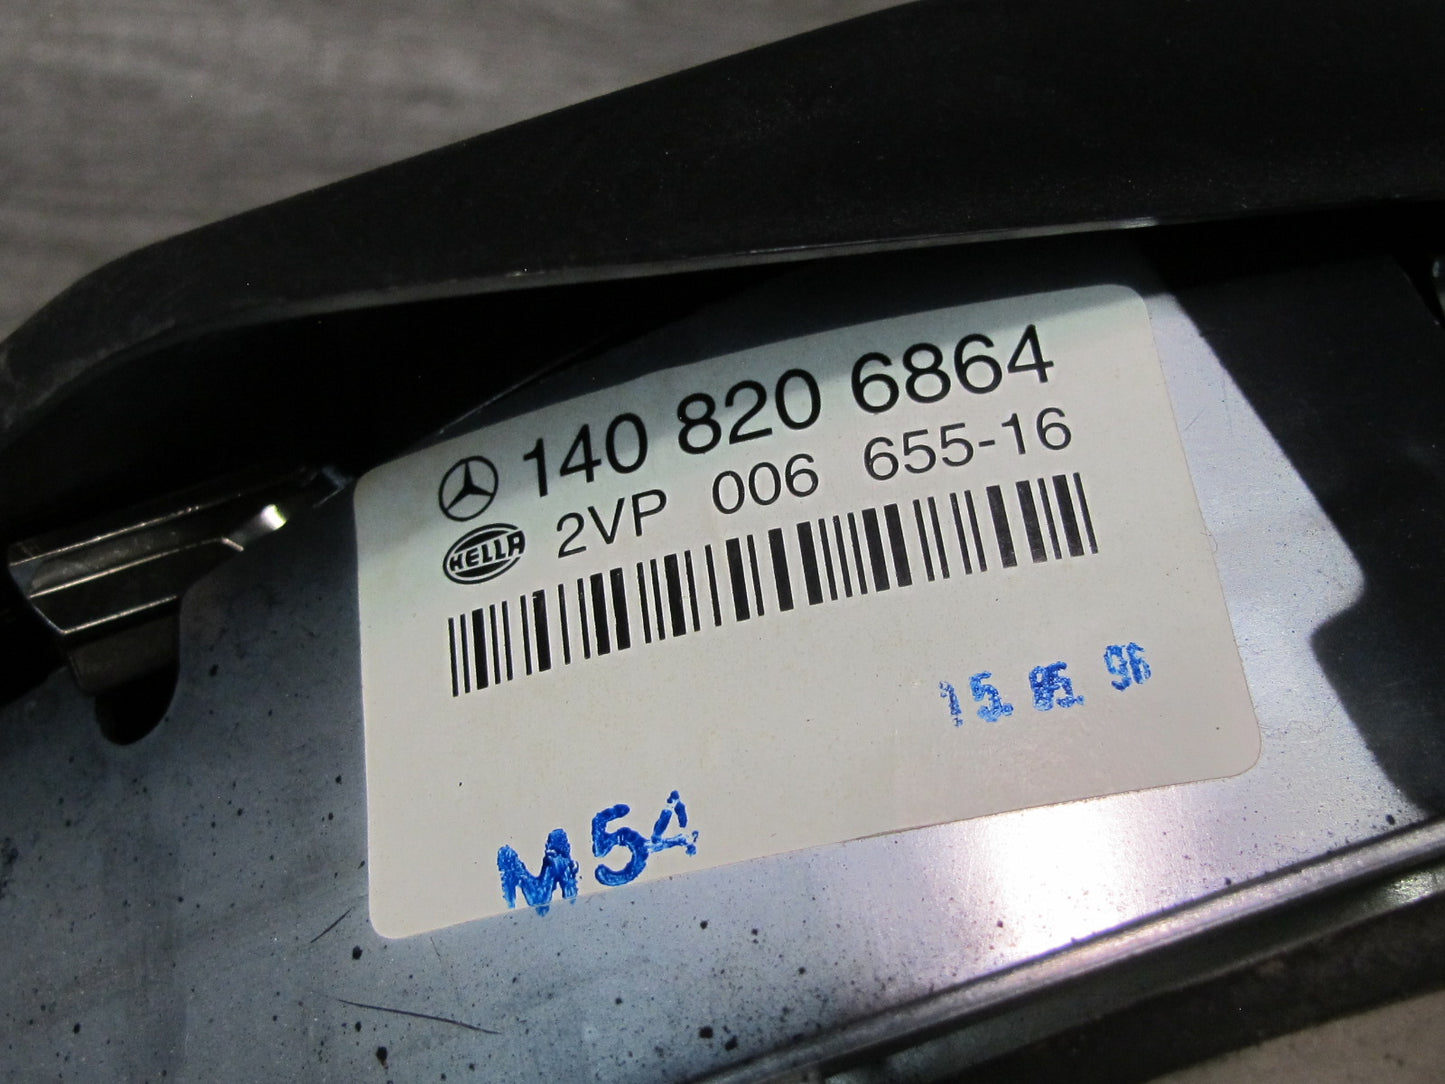 140 820 6864
HELLA 2VP 006 655-16
15.05.96
M54